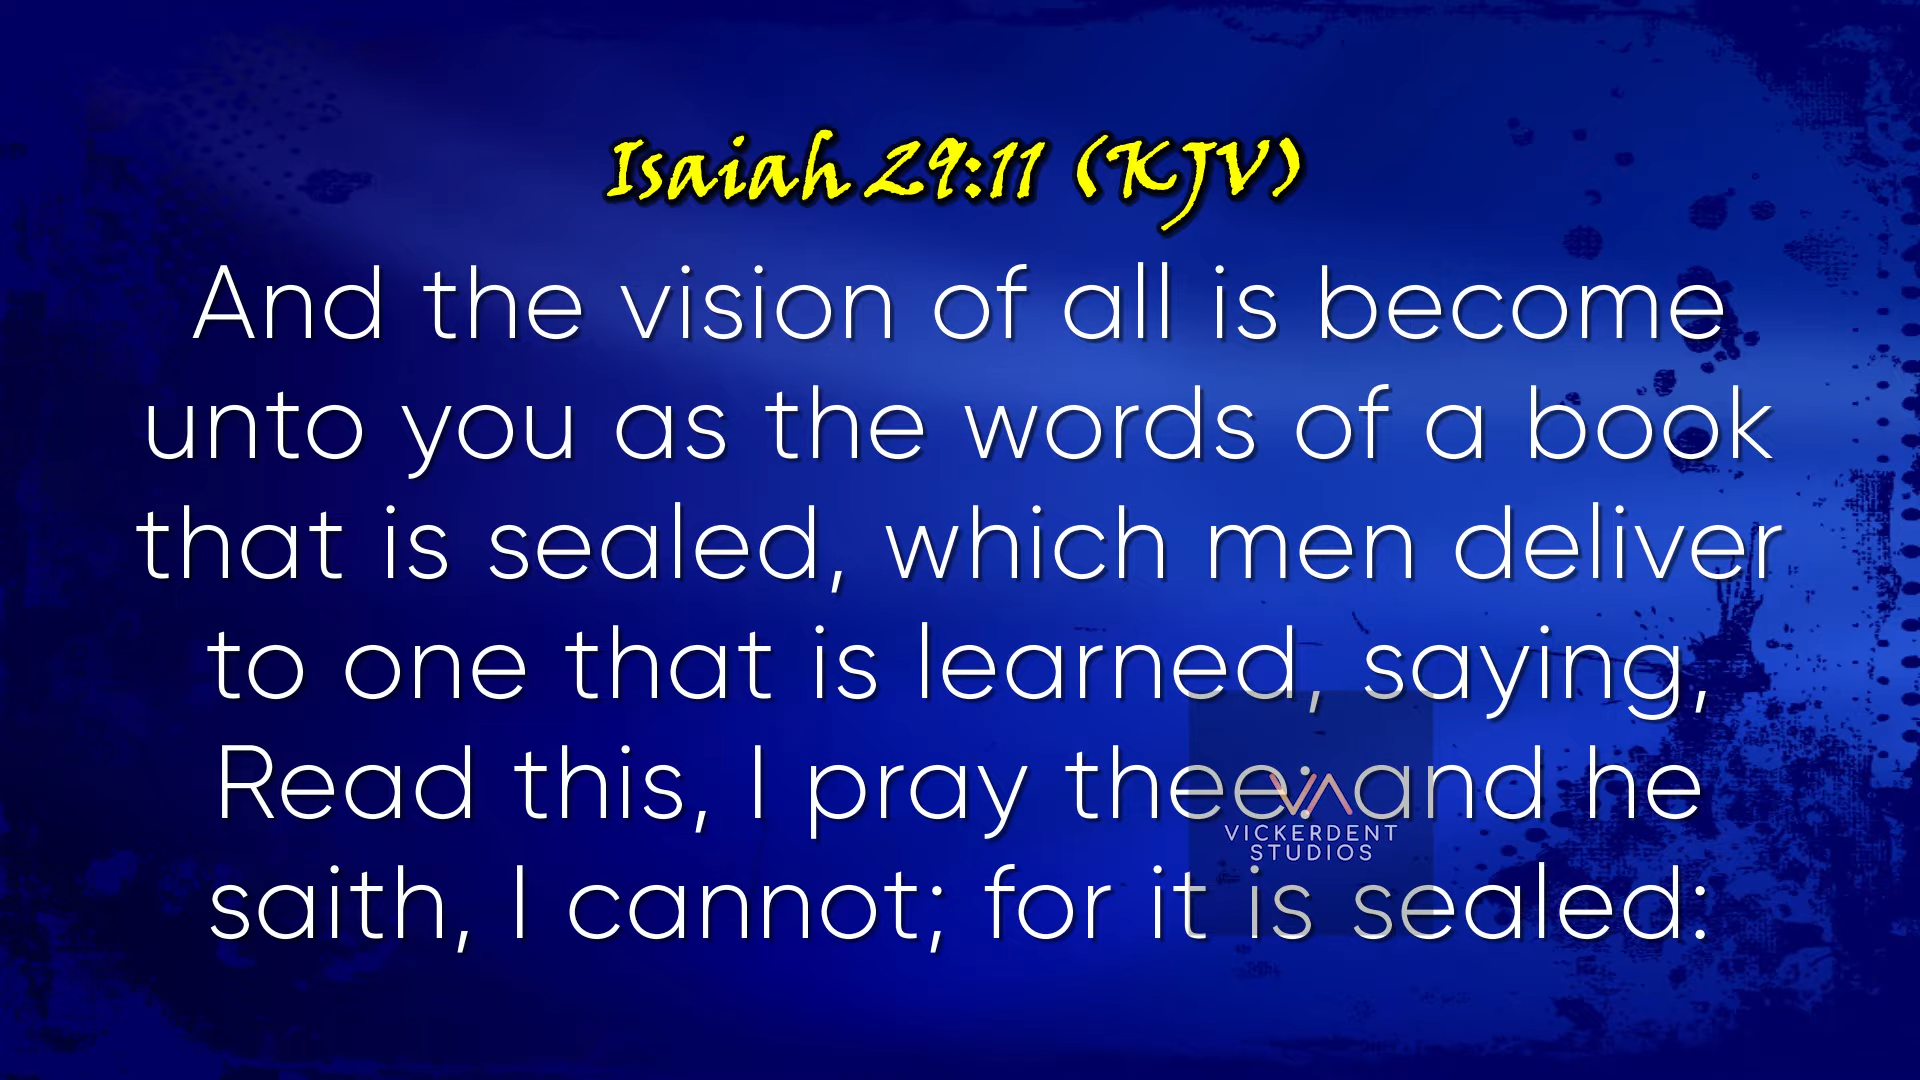 Isaiah 29:11 (KJV)
And the vision of all is become
unto you as the words of a book
that is sealed, which men deliver
to one that is learned, saying,
Read this, I pray thee: and he
VICKERDENT
STUDIOS
saith, I cannot; for it is sealed: